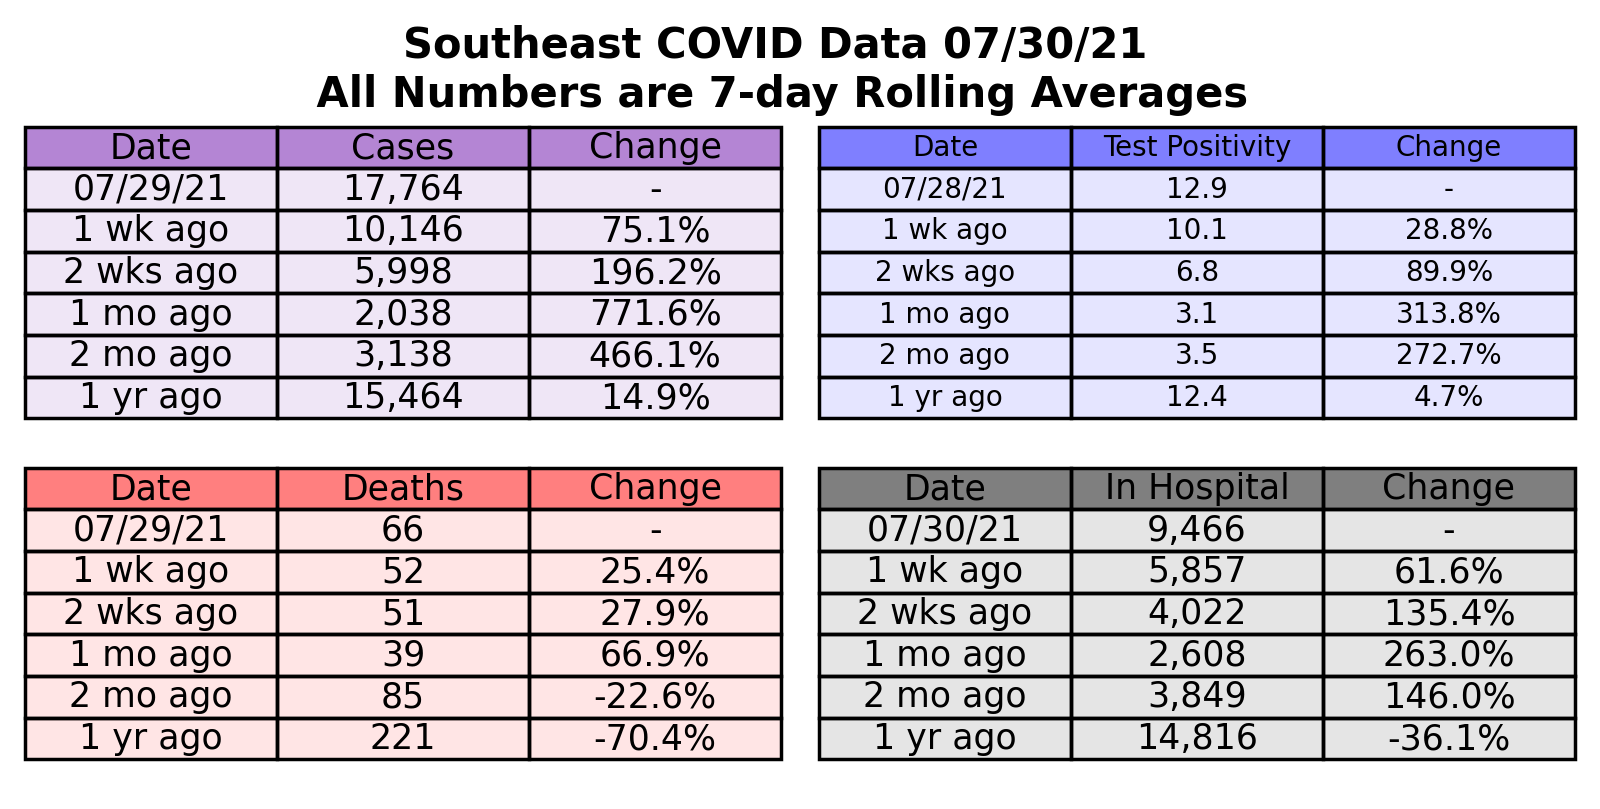 Southeast COVID Data 07/30/21
All Numbers are 7-day Rolling Averages
Date Cases Change
07/29/21 17,764 -
1 wk ago 10,146 75.1%
2 wks ago 5,998 196.2%
1 mo ago 2,038 771.6%
2 mo ago 3,138 466.1%
1 yr ago 15,464 14.9%
Date Test Positivity Change
07/28/21 12.9 -
1 wk ago 10.1 28.8%
2 wks ago 6.8 89.9%
1 mo ago 3.1 313.8%
2 mo ago 3.5 272.7%
1 yr ago 12.4 4.7%
Date Deaths Change
07/29/21 66 -
1 wk ago 52 25.4%
2 wks ago 51 27.9%
1 mo ago 39 66.9%
2 mo ago 85 -22.6%
1 yr ago 221 -70.4%
Date In Hospital Change
07/30/21 9,466 -
1 wk ago 5,857 61.6%
2 wks ago 4,022 135.4%
1 mo ago 2,608 263.0%
2 mo ago 3,849 146.0%
1 yr ago 14,816 -36.1%